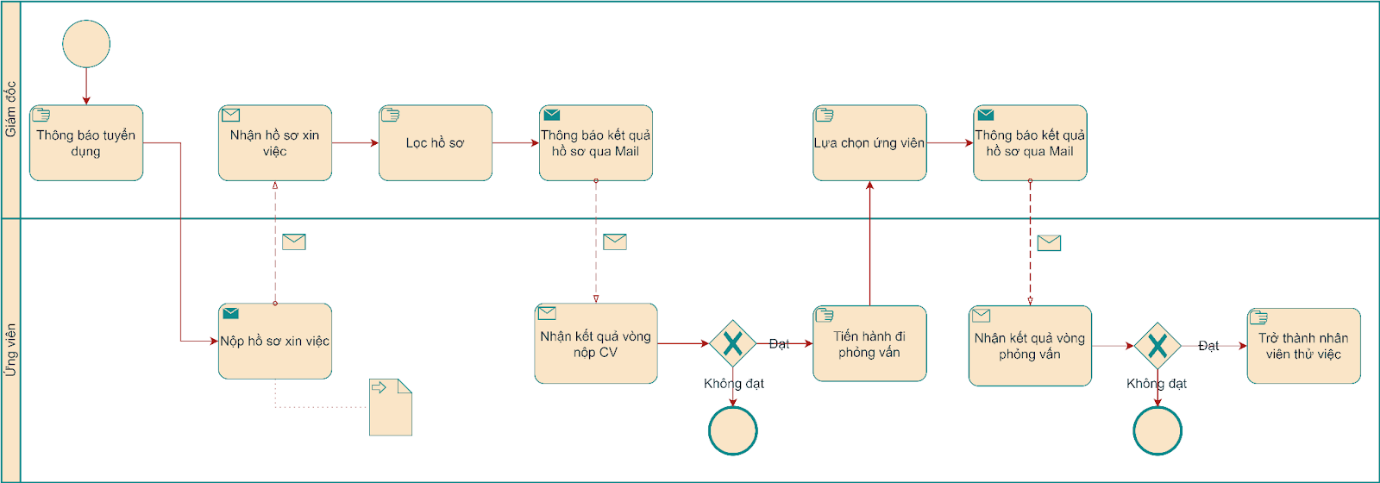 Giám đốc
Thông báo tuyển
dụng
Nhận hồ sơ xin
việc
Lọc hồ sơ
Thông báo kết quả
hồ sơ qua Mail
Lựa chọn ứng viên
Thông báo kết quả
hồ sơ qua Mail
Ứng viên
Nộp hồ sơ xin việc
Nhận kết quả vòng
nộp CV
Đạt
Không đạt
Tiến hành đi
phỏng vấn
Nhận kết quả vòng
phỏng vấn
Đạt
Không đạt
Trở thành nhân
viên thử việc